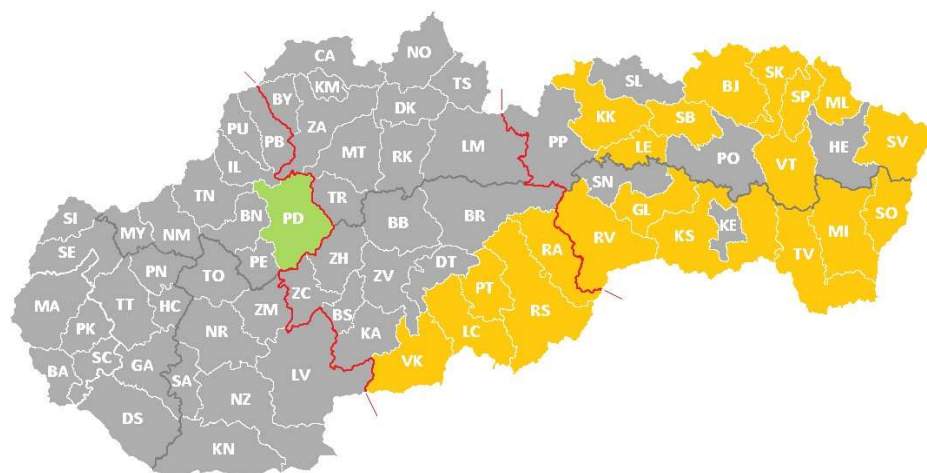 NO
CA
TS
KM
BY
DK
PU
PB
ZA
MT
RK
LM
IL
TN
TR
BN
PD
BB
BR
SI
MY
NM
SE
PE
ZH
DT
PN
TO
ZC
ZV
MA
TT
HC
ZM
BS
KA
PK
NR
SC
GA
BA
SA
LV
NZ
DS
KN
SL
BJ
SK
SP
ML
KK
SB
PP
LE
PO
VT
HE
SV
SN
GL
RV
KS
KE
SO
MI
TV
RA
PT
RS
LC
VK